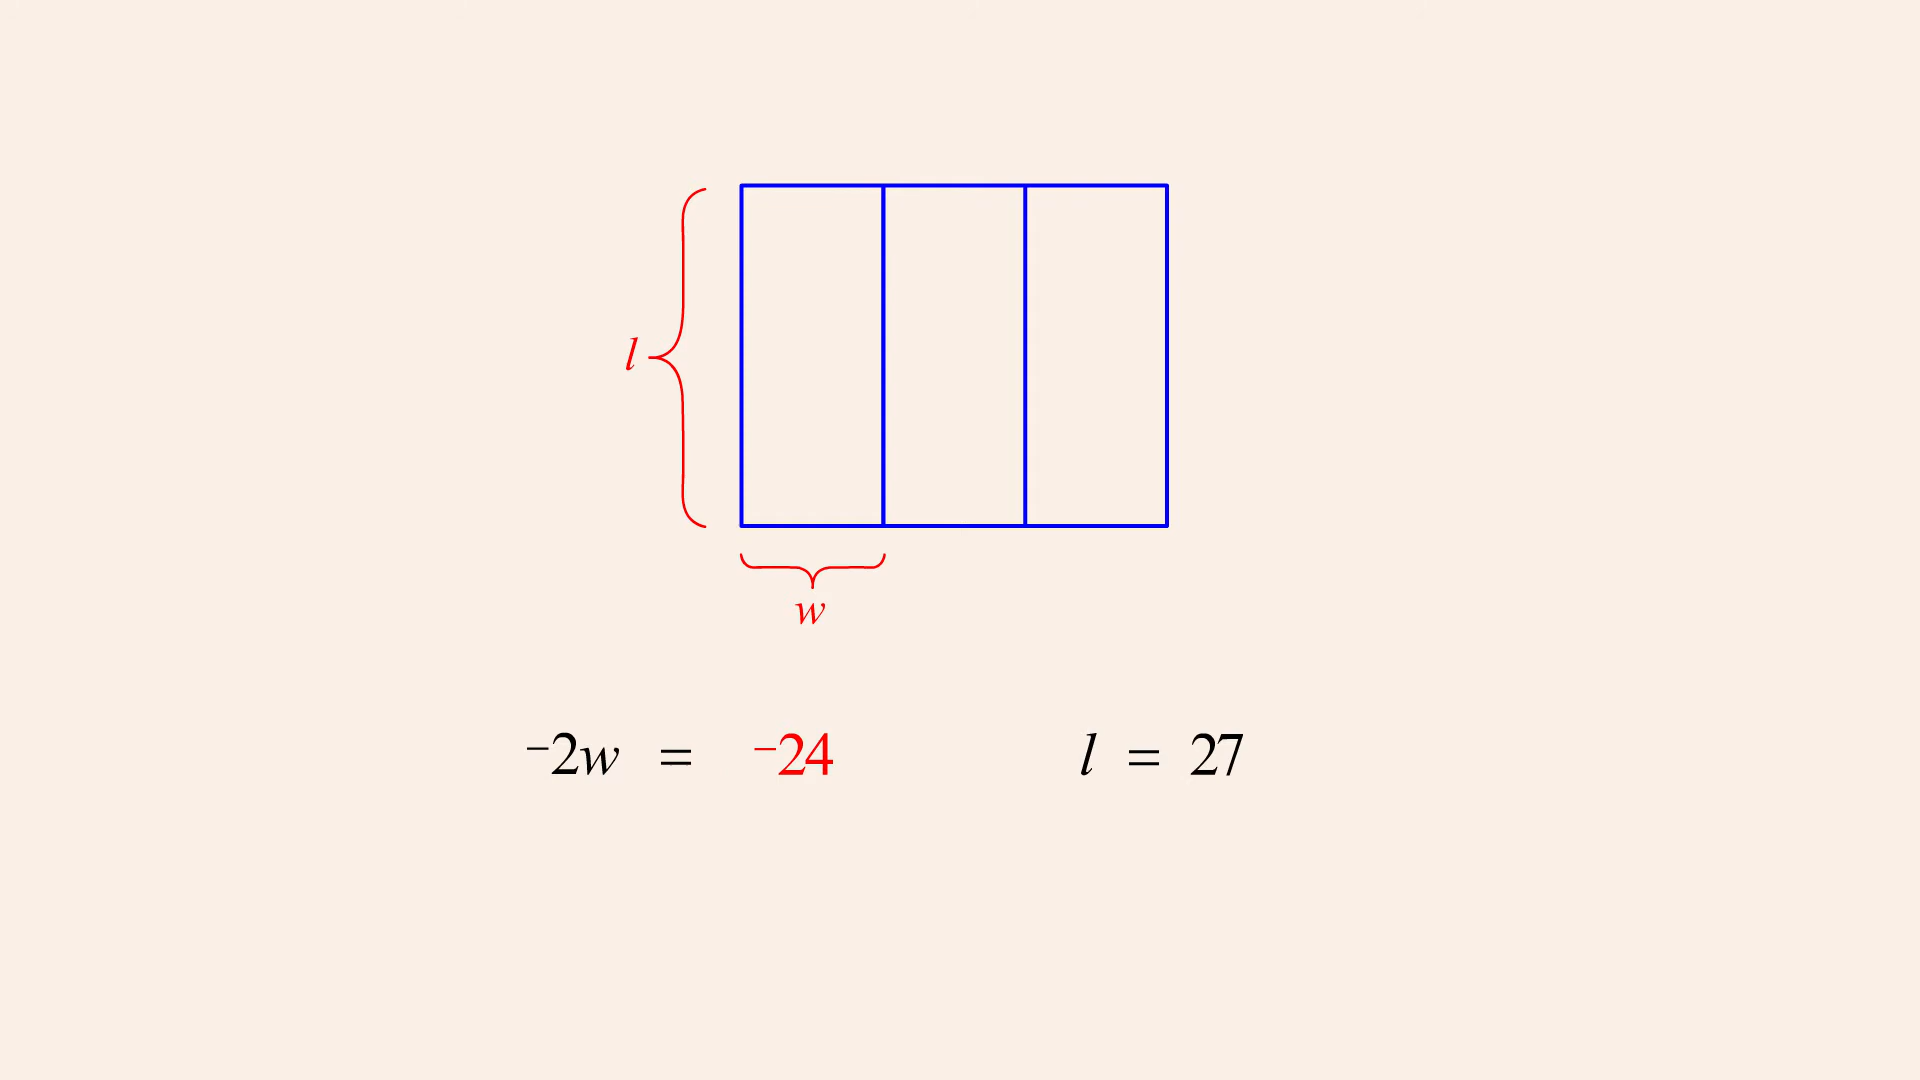 l
w
⁻2w = ⁻24 l = 27